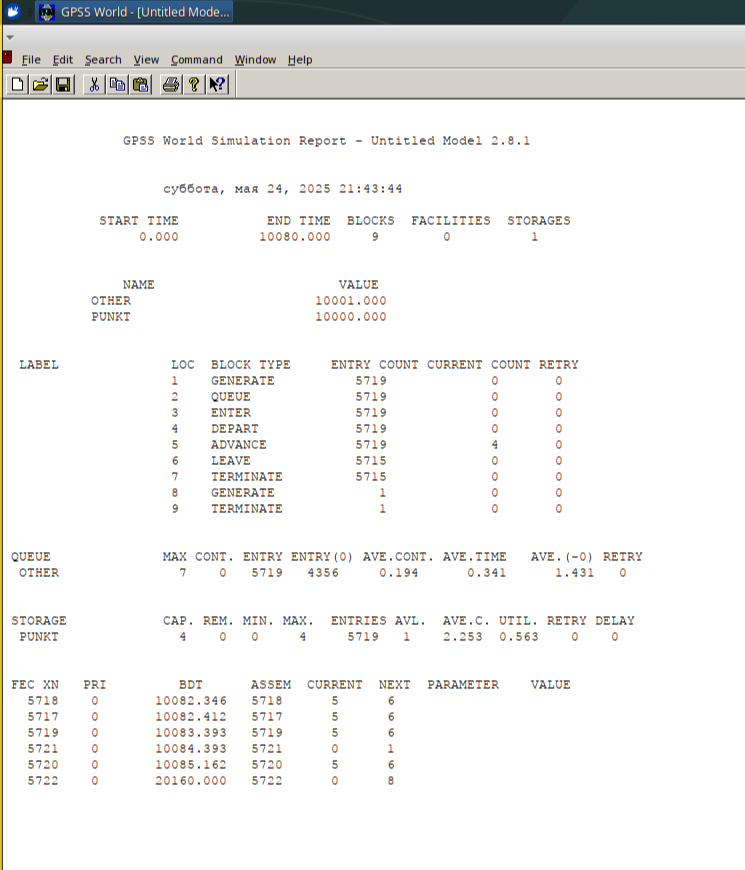 GPSS World - [Untitled Mode...
File Edit Search View Command Window Help
GPSS World Simulation Report - Untitled Model 2.8.1
суббота, мая 24, 2025 21:43:44
START TIME END TIME BLOCKS FACILITIES STORAGES
0.000 10080.000 9 0 1
NAME VALUE
OTHER 10001.000
PUNKT 10000.000
LABEL LOC BLOCK TYPE ENTRY COUNT CURRENT COUNT RETRY
1 GENERATE 5719 0 0
2 QUEUE 5719 0 0
3 ENTER 5719 0 0
4 DEPART 5719 0 0
5 ADVANCE 5719 4 0
6 LEAVE 5715 0 0
7 TERMINATE 5715 0 0
8 GENERATE 1 0 0
9 TERMINATE 1 0 0
QUEUE MAX CONT. ENTRY ENTRY(0) AVE.CONT. AVE.TIME AVE.(-0) RETRY
OTHER 7 0 5719 4356 0.194 0.341 1.431 0
STORAGE CAP. REM. MIN. MAX. ENTRIES AVL. AVE.C. UTIL. RETRY DELAY
PUNKT 4 0 0 4 5719 1 2.253 0.563 0 0
FEC XN PRI BDT ASSEM CURRENT NEXT PARAMETER VALUE
5718 0 10082.346 5718 5 6
5717 0 10082.412 5717 5 6
5719 0 10083.393 5719 5 6
5721 0 10084.393 5721 0 1
5720 0 10085.162 5720 5 6
5722 0 20160.000 5722 0 8